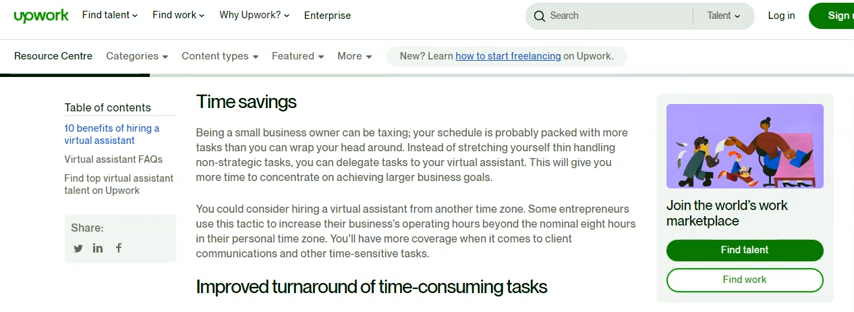 upwork Find talent Find work Why Upwork? Enterprise Search Talent Log in Sign
Resource Centre Categories Content types Featured More New? Learn how to start freelancing on Upwork.
Table of contents
10 benefits of hiring a
virtual assistant
Virtual assistant FAQs
Find top virtual assistant
talent on Upwork
Share:
Time savings
Being a small business owner can be taxing; your schedule is probably packed with more
tasks than you can wrap your head around. Instead of stretching yourself thin handling
non-strategic tasks, you can delegate tasks to your virtual assistant. This will give you
more time to concentrate on achieving larger business goals.
You could consider hiring a virtual assistant from another time zone. Some entrepreneurs
use this tactic to increase their business's operating hours beyond the nominal eight hours
in their personal time zone. You'll have more coverage when it comes to client
communications and other time-sensitive tasks.
Improved turnaround of time-consuming tasks
Join the world's work
marketplace
Find talent
Find work